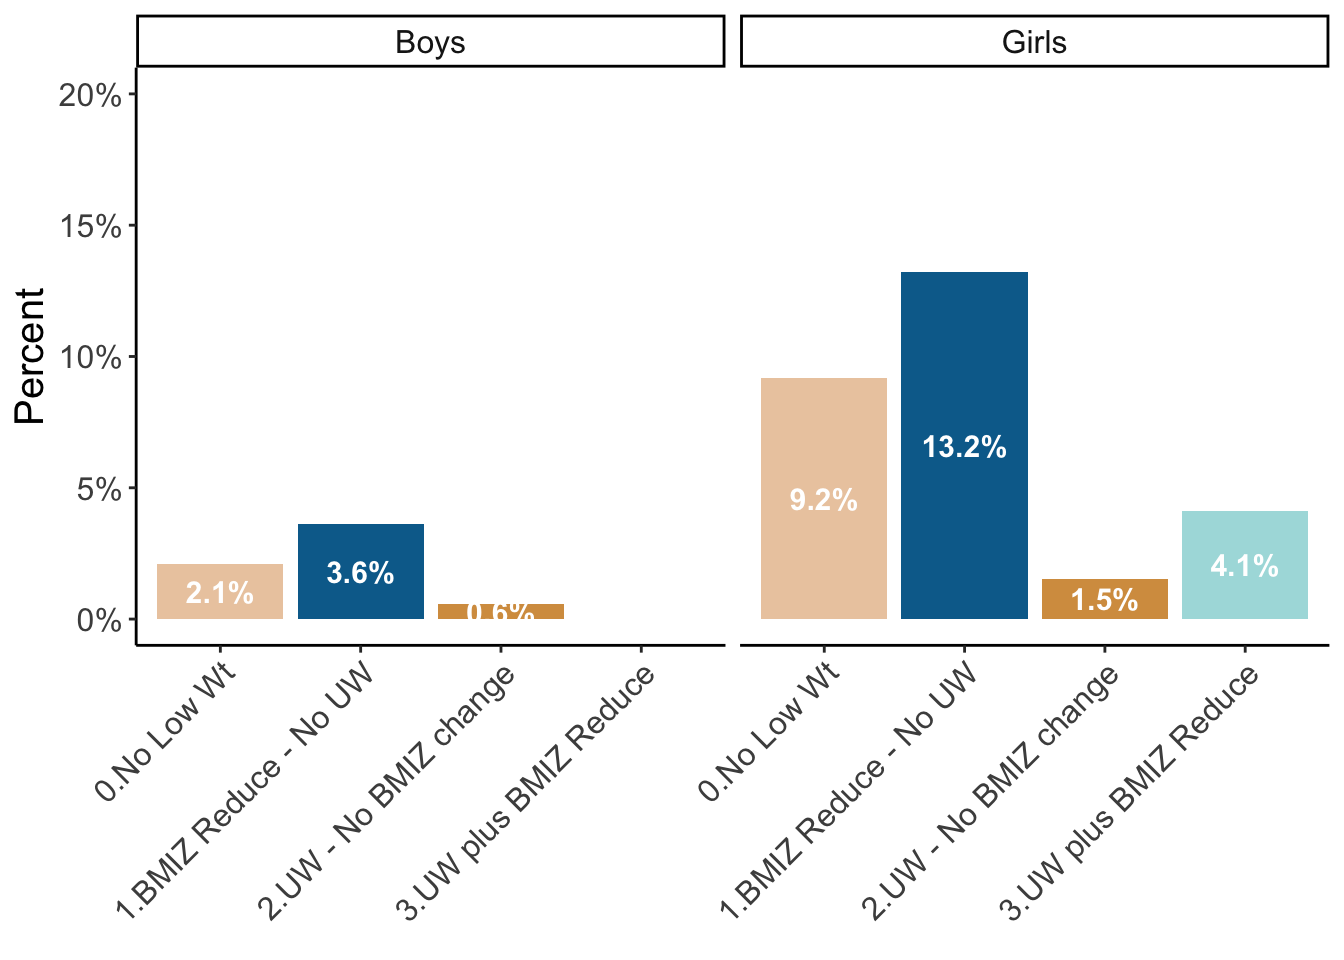 Boys
Girls
Percent
20%
15%
10%
5%
0%
2.1%
3.6%
0.6%
9.2%
13.2%
1.5%
4.1%
0.No Low Wt
1.BMIZ Reduce - No UW
2.UW - No BMIZ change
3.UW plus BMIZ Reduce
0.No Low Wt
1.BMIZ Reduce - No UW
2.UW - No BMIZ change
3.UW plus BMIZ Reduce